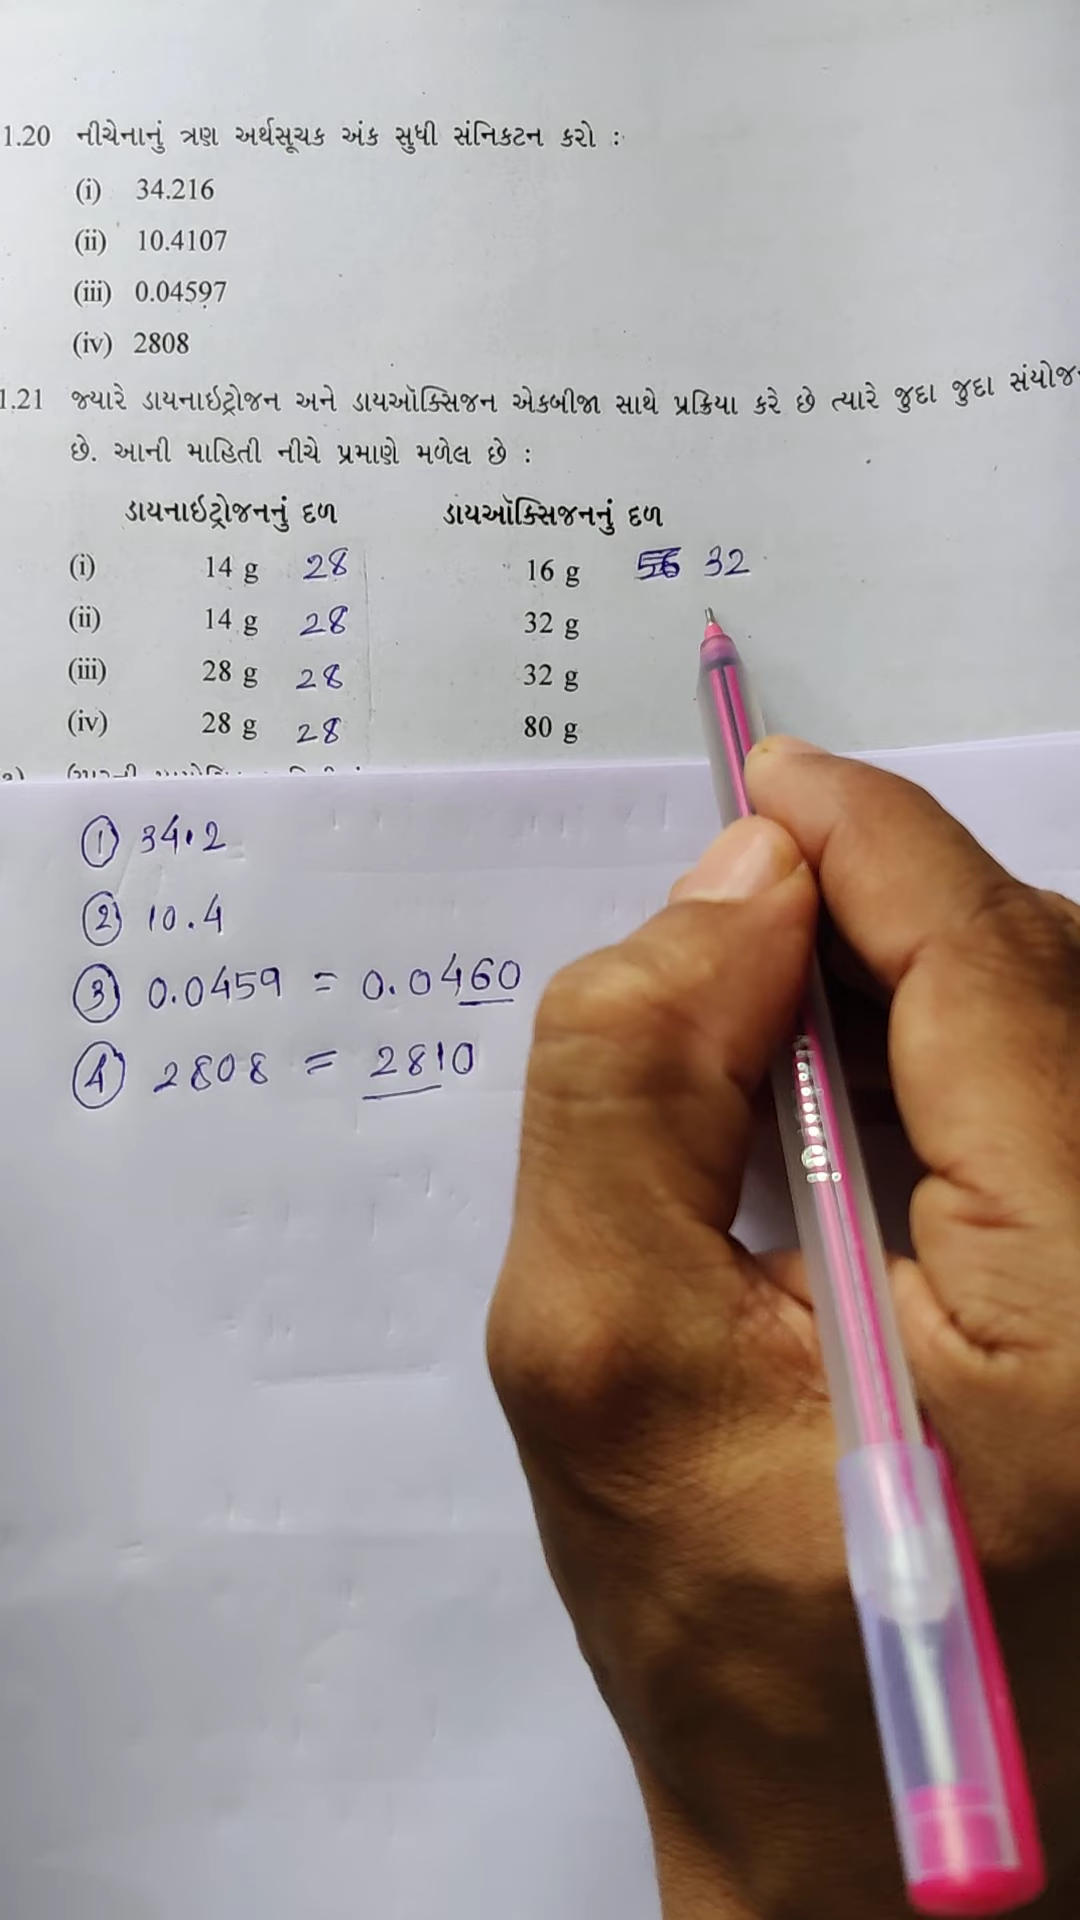 1.20 નીચેનાનું ત્રણ અર્થસૂચક અંક સુધી સંનિકટન કરો :
(i) 34.216
(ii) 10.4107
(iii) 0.04597
(iv) 2808
1.21 જ્યારે ડાયનાઇટ્રોજન અને ડાયઑક્સિજન એકબીજા સાથે પ્રક્રિયા કરે છે ત્યારે જુદા જુદા સંયોજ
છે. આની માહિતી નીચે પ્રમાણે મળેલ છે :
ડાયનાઇટ્રોજનનું દળ ડાયઑક્સિજનનું દળ
(i) 14 g 28 16 g 32
(ii) 14 g 28 32 g
(iii) 28 g 28 32 g
(iv) 28 g 28 80 g
① 34.2
② 10.4
③ 0.0459 = 0.0460
④ 2808 = 2810